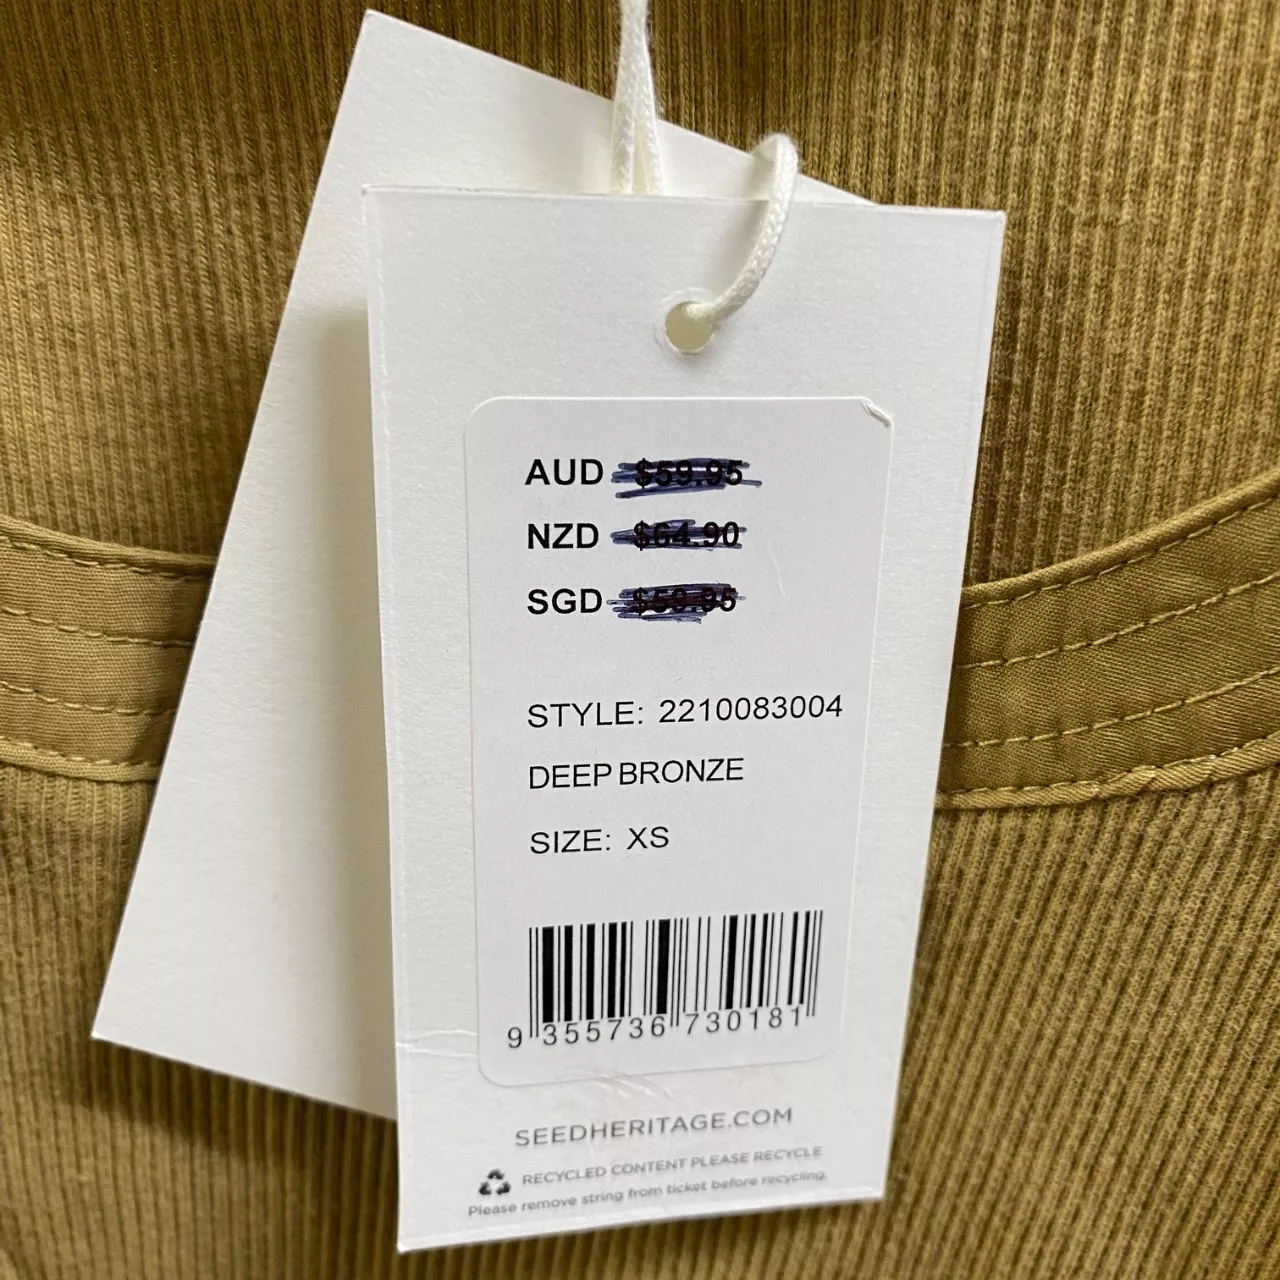 AUD $59.95
NZD $64.90
SGD $59.95
STYLE: 2210083004
DEEP BRONZE
SIZE: XS
9 355736 730181
SEEDHERITAGE.COM
RECYCLED CONTENT PLEASE RECYCLE
Please remove string from ticket before recycling.